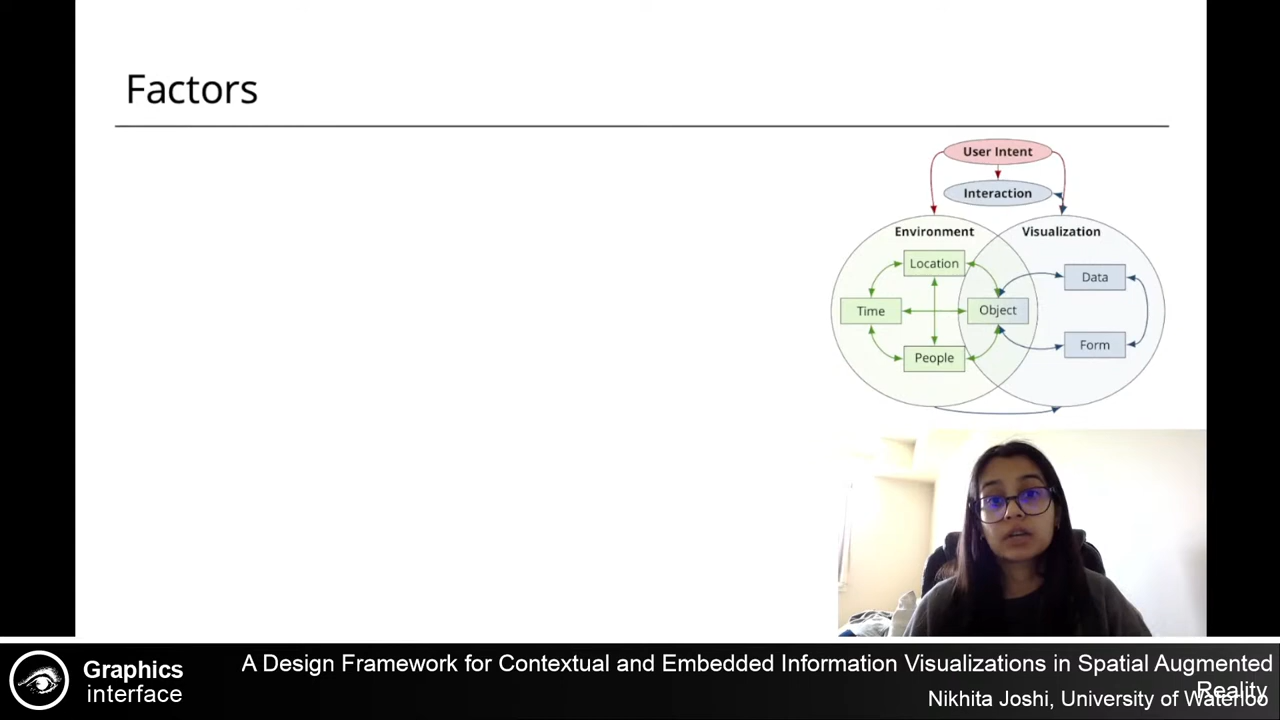 Factors
User Intent
Interaction
Environment
Visualization
Location
Data
Time
Object
Form
People
Graphics
interface
A Design Framework for Contextual and Embedded Information Visualizations in Spatial Augmented
Reality
Nikhita Joshi, University of Waterloo